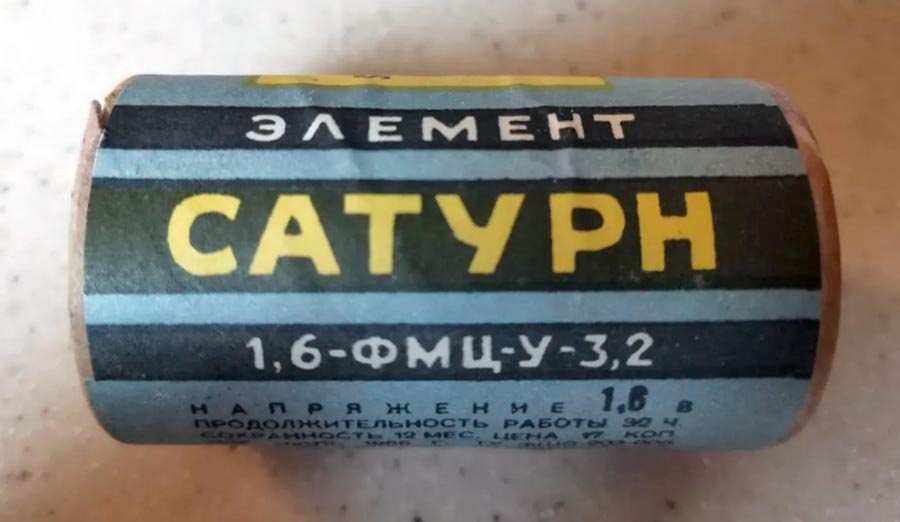 ЭЛЕМЕНТ
САТУРН
1,6-ФМЦ-У-3,2
НАПРЯЖЕНИЕ 1,6 В
ПРОДОЛЖИТЕЛЬНОСТЬ РАБОТЫ 32 Ч.
СОХРАННОСТЬ 12 МЕС. ЦЕНА 17 КОП.